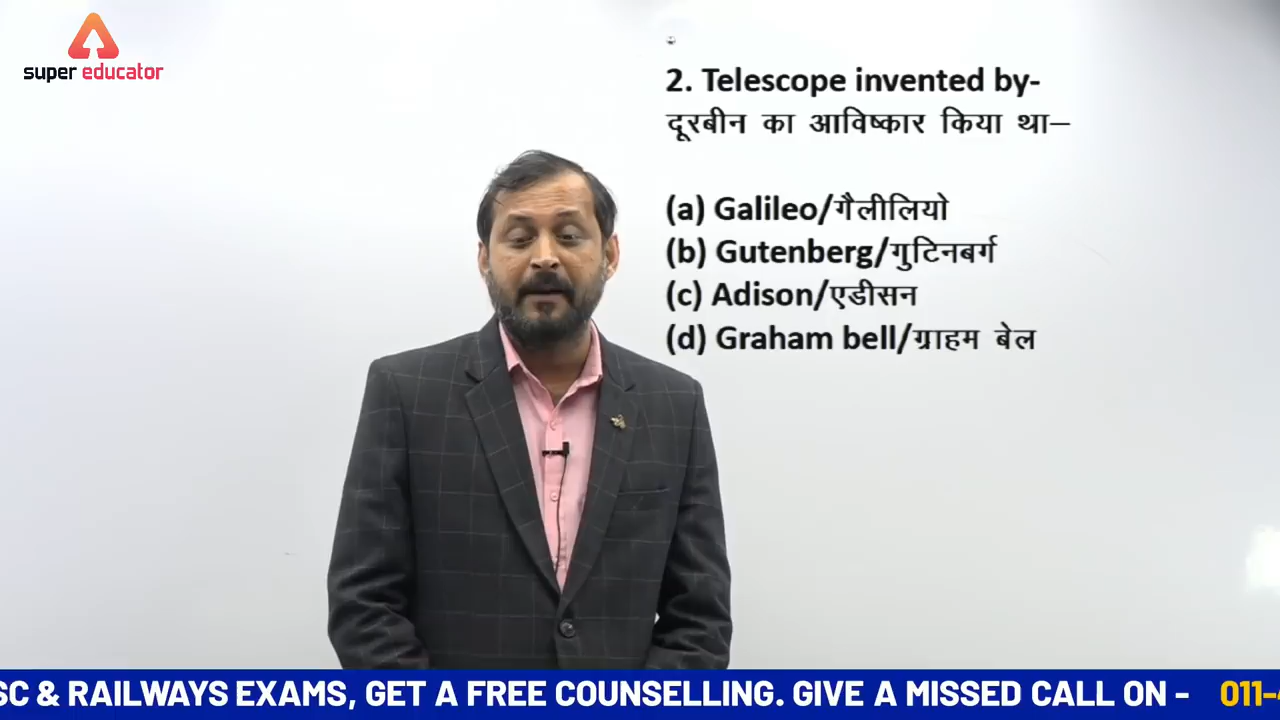 super educator
2. Telescope invented by-
दूरबीन का आविष्कार किया था–
(a) Galileo/गैलीलियो
(b) Gutenberg/गुटिनबर्ग
(c) Adison/एडीसन
(d) Graham bell/ग्राहम बेल
SC & RAILWAYS EXAMS, GET A FREE COUNSELLING. GIVE A MISSED CALL ON - 011-